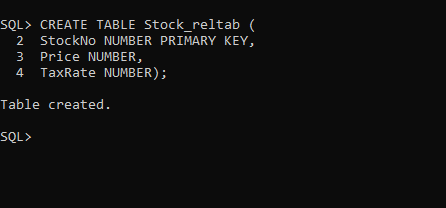 SQL> CREATE TABLE Stock_reltab (
  2  StockNo NUMBER PRIMARY KEY,
  3  Price NUMBER,
  4  TaxRate NUMBER);
Table created.
SQL>